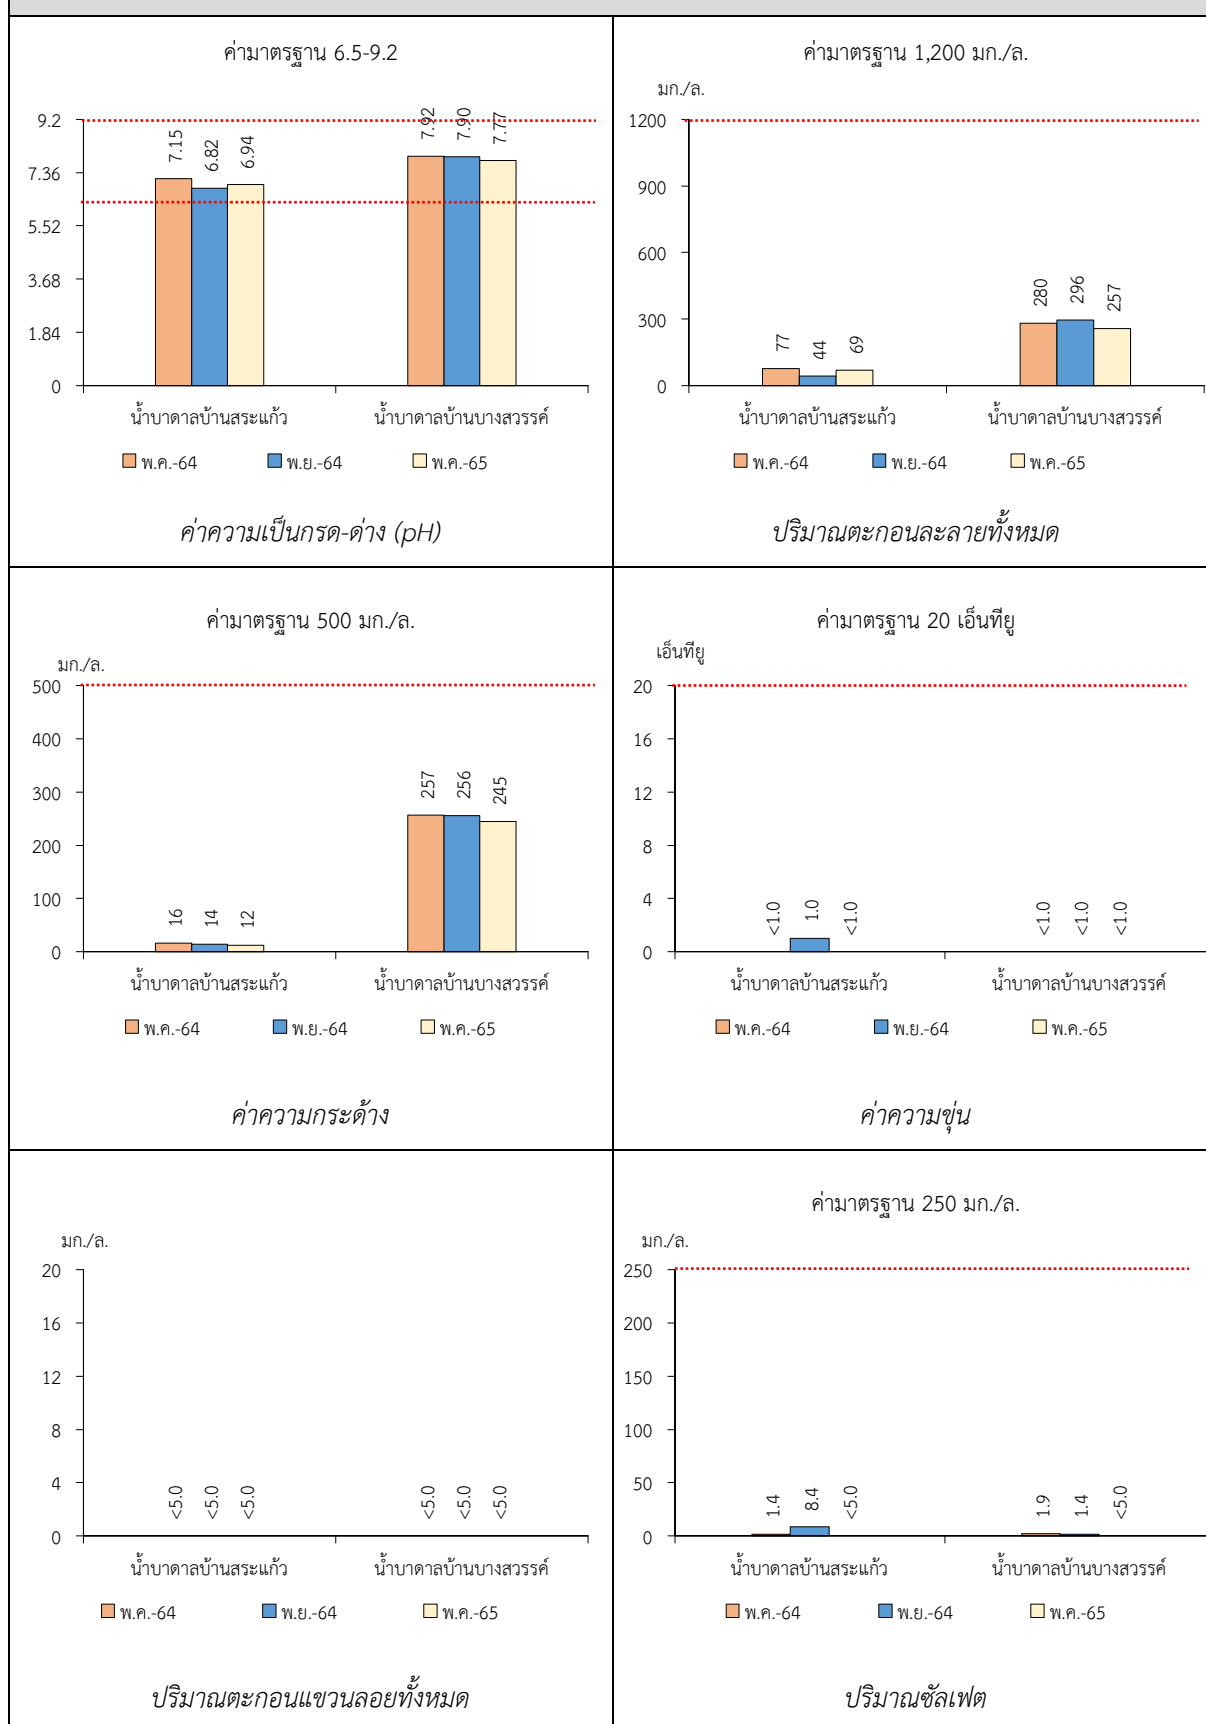 ค่ามาตรฐาน 6.5-9.2
9.2
7.36
5.52
3.68
1.84
0
7.15
6.82
6.94
7.92
7.90
7.77
น้ำบาดาลบ้านสระแก้ว
น้ำบาดาลบ้านบางสวรรค์
พ.ค.-64
พ.ย.-64
พ.ค.-65
ค่าความเป็นกรด-ด่าง (pH)
ค่ามาตรฐาน 1,200 มก./ล.
มก./ล.
1200
900
600
300
0
77
44
69
280
296
257
น้ำบาดาลบ้านสระแก้ว
น้ำบาดาลบ้านบางสวรรค์
พ.ค.-64
พ.ย.-64
พ.ค.-65
ปริมาณตะกอนละลายทั้งหมด
ค่ามาตรฐาน 500 มก./ล.
มก./ล.
500
400
300
200
100
0
16
14
12
257
256
245
น้ำบาดาลบ้านสระแก้ว
น้ำบาดาลบ้านบางสวรรค์
พ.ค.-64
พ.ย.-64
พ.ค.-65
ค่าความกระด้าง
ค่ามาตรฐาน 20 เอ็นทียู
เอ็นทียู
20
16
12
8
4
0
<1.0
1.0
<1.0
<1.0
<1.0
<1.0
น้ำบาดาลบ้านสระแก้ว
น้ำบาดาลบ้านบางสวรรค์
พ.ค.-64
พ.ย.-64
พ.ค.-65
ค่าความขุ่น
มก./ล.
20
16
12
8
4
0
<5.0
<5.0
<5.0
<5.0
<5.0
<5.0
น้ำบาดาลบ้านสระแก้ว
น้ำบาดาลบ้านบางสวรรค์
พ.ค.-64
พ.ย.-64
พ.ค.-65
ปริมาณตะกอนแขวนลอยทั้งหมด
ค่ามาตรฐาน 250 มก./ล.
มก./ล.
250
200
150
100
50
0
1.4
8.4
<5.0
1.9
1.4
<5.0
น้ำบาดาลบ้านสระแก้ว
น้ำบาดาลบ้านบางสวรรค์
พ.ค.-64
พ.ย.-64
พ.ค.-65
ปริมาณซัลเฟต